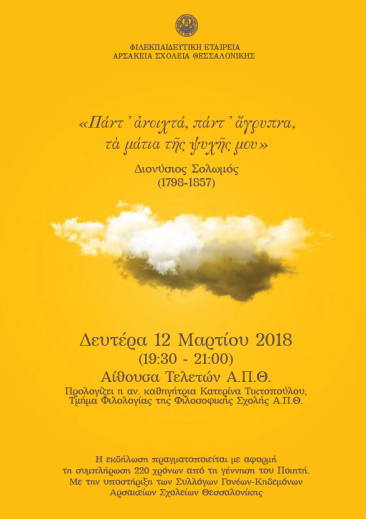 ΦΙΛΕΚΠΑΙΔΕΥΤΙΚΗ ΕΤΑΙΡΕΙΑ
ΑΡΣΑΚΕΙΑ ΣΧΟΛΕΙΑ ΘΕΣΣΑΛΟΝΙΚΗΣ
«Πάντ᾽ ἀνοιχτά, πάντ᾽ ἄγρυπνα,
τὰ μάτια τῆς ψυχῆς μου»
Διονύσιος Σολωμός
(1798-1857)
Δευτέρα 12 Μαρτίου 2018
(19:30 - 21:00)
Αίθουσα Τελετών Α.Π.Θ.
Προλογίζει η αν. καθηγήτρια Κατερίνα Τικτοπούλου,
Τμήμα Φιλολογίας της Φιλοσοφικής Σχολής Α.Π.Θ.
Η εκδήλωση πραγματοποιείται με αφορμή
τη συμπλήρωση 220 χρόνων από τη γέννηση του Ποιητή.
Με την υποστήριξη των Συλλόγων Γονέων-Κηδεμόνων
Αρσακείων Σχολείων Θεσσαλονίκης